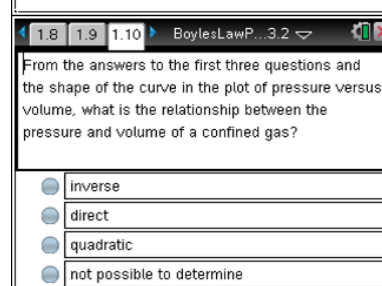 1.8 1.9 1.10 BoylesLawP...3.2
From the answers to the first three questions and
the shape of the curve in the plot of pressure versus
volume, what is the relationship between the
pressure and volume of a confined gas?
inverse
direct
quadratic
not possible to determine